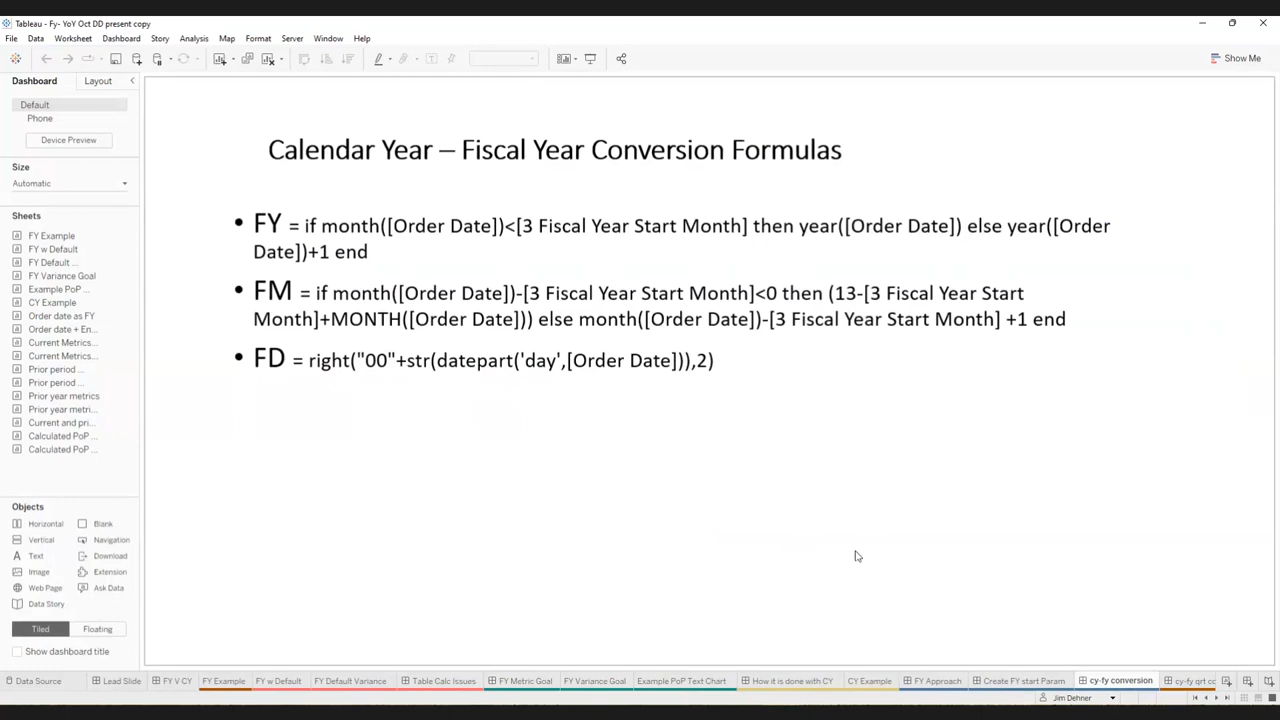 Tableau - Fy- YoY Oct DD present copy
File Data Worksheet Dashboard Story Analysis Map Format Server Window Help
Show Me
Dashboard Layout
Default
Phone
Device Preview
Size
Automatic
Sheets
FY Example
FY w Default
FY Default ...
FY Variance Goal
Example PoP ...
CY Example
Order date as FY
Order date + En...
Current Metrics...
Current Metrics...
Prior period ...
Prior period ...
Prior year metrics
Prior year metri...
Current and pri...
Calculated PoP ...
Calculated PoP ...
Objects
Horizontal Blank
Vertical Navigation
Text Download
Image Extension
Web Page Ask Data
Data Story
Tiled Floating
Show dashboard title
Calendar Year – Fiscal Year Conversion Formulas
• FY = if month([Order Date])<[3 Fiscal Year Start Month] then year([Order Date]) else year([Order
Date])+1 end
• FM = if month([Order Date])-[3 Fiscal Year Start Month]<0 then (13-[3 Fiscal Year Start
Month]+MONTH([Order Date])) else month([Order Date])-[3 Fiscal Year Start Month] +1 end
• FD = right("00"+str(datepart('day',[Order Date])),2)
Data Source Lead Slide FY V CY FY Example FY w Default FY Default Variance Table Calc Issues FY Metric Goal FY Variance Goal Example PoP Text Chart How it is done with CY CY Example FY Approach Create FY start Param cy-fy conversion cy-fy qrt cc
Jim Dehner